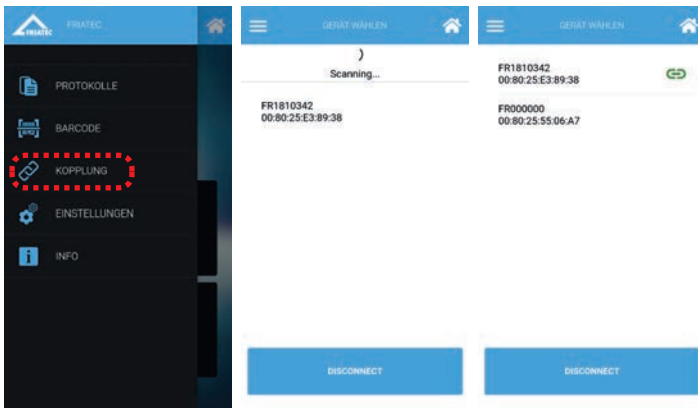 FRIATEC
FRIATEC
PROTOKOLLE
BARCODE
KOPPLUNG
EINSTELLUNGEN
INFO
GERÄT WÄHLEN
Scanning...
FR1810342
00:80:25:E3:89:38
DISCONNECT
GERÄT WÄHLEN
FR1810342
00:80:25:E3:89:38
FR000000
00:80:25:55:06:A7
DISCONNECT